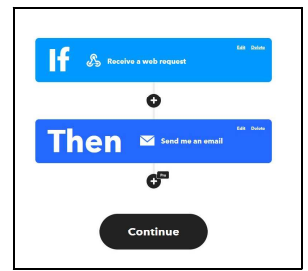 Edit Delete
If Receive a web request
Edit Delete
Then Send me an email
Pro
Continue